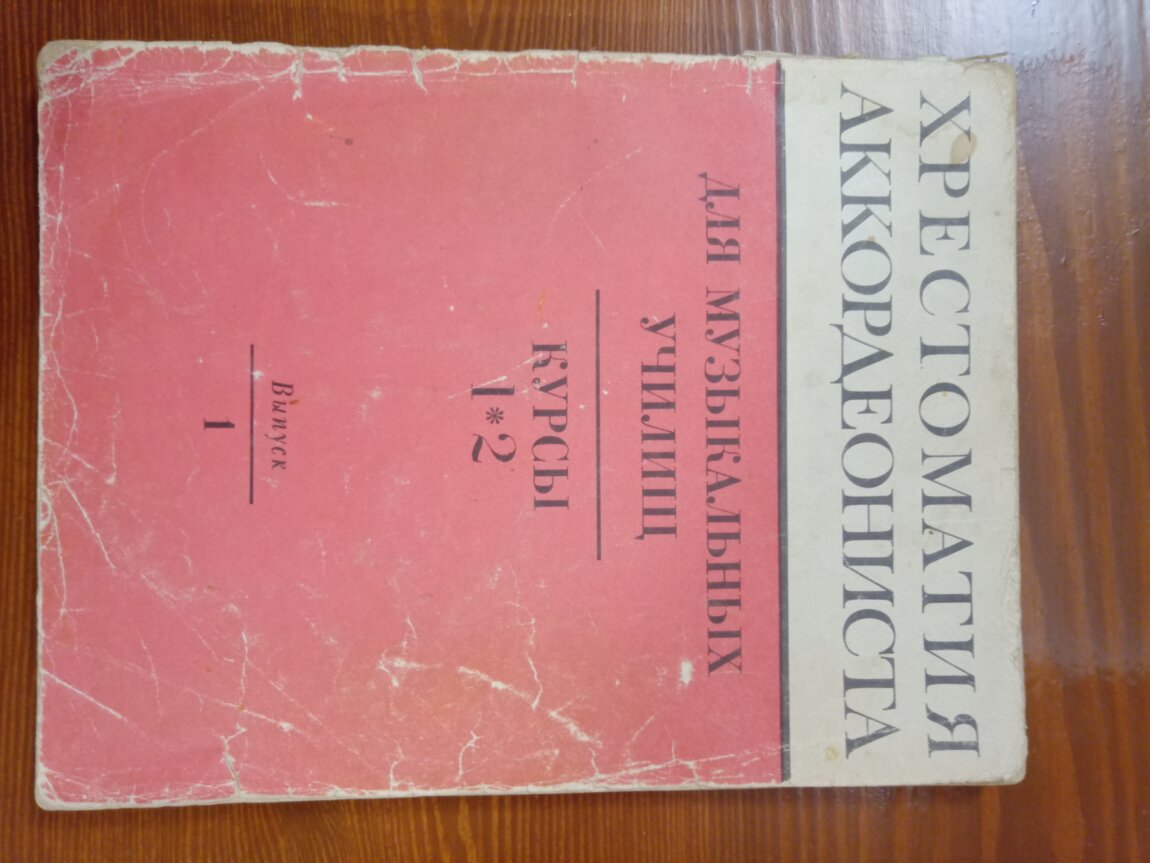 ХРЕСТОМАТИЯ
АККОРДЕОНИСТА
ДЛЯ МУЗЫКАЛЬНЫХ
УЧИЛИЩ
КУРСЫ
1*2
Выпуск
1